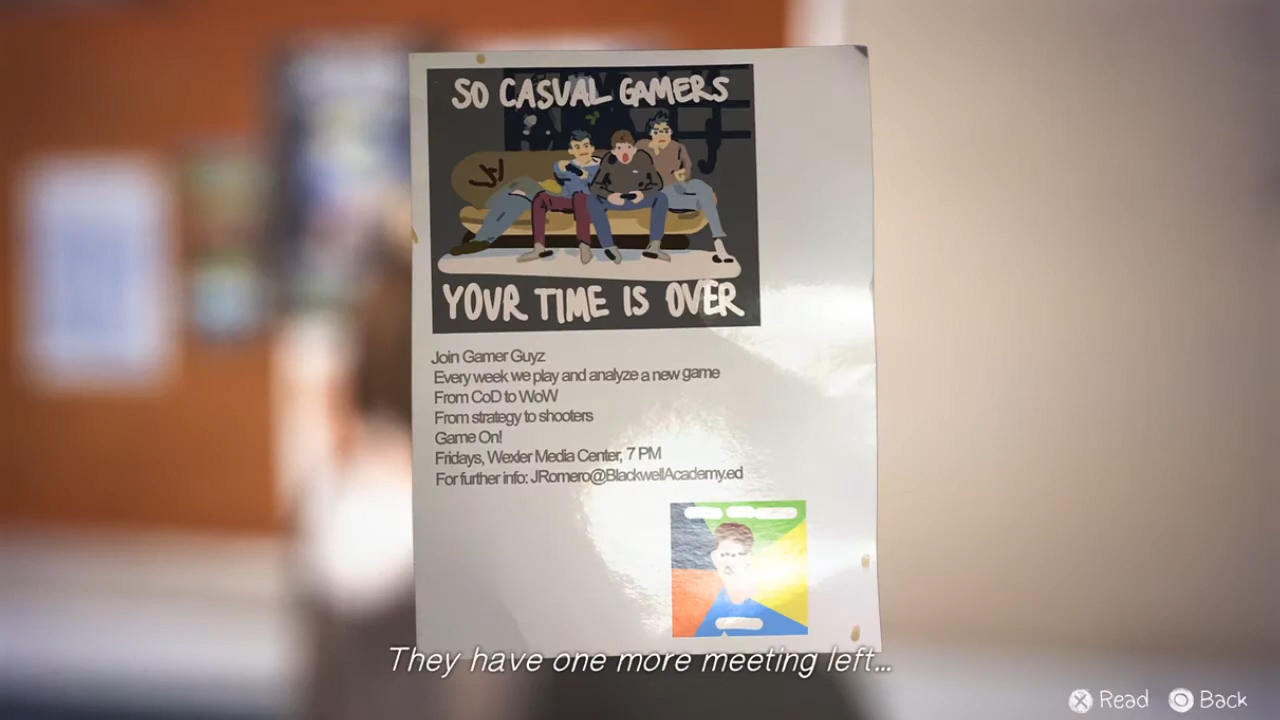 SO CASUAL GAMERS
YOUR TIME IS OVER
Join Gamer Guyz
Every week we play and analyze a new game
From CoD to WoW
From strategy to shooters
Game On!
Fridays, Wexler Media Center, 7 PM
For further info: JRomero@BlackwellAcademy.ed
They have one more meeting left...
Read Back